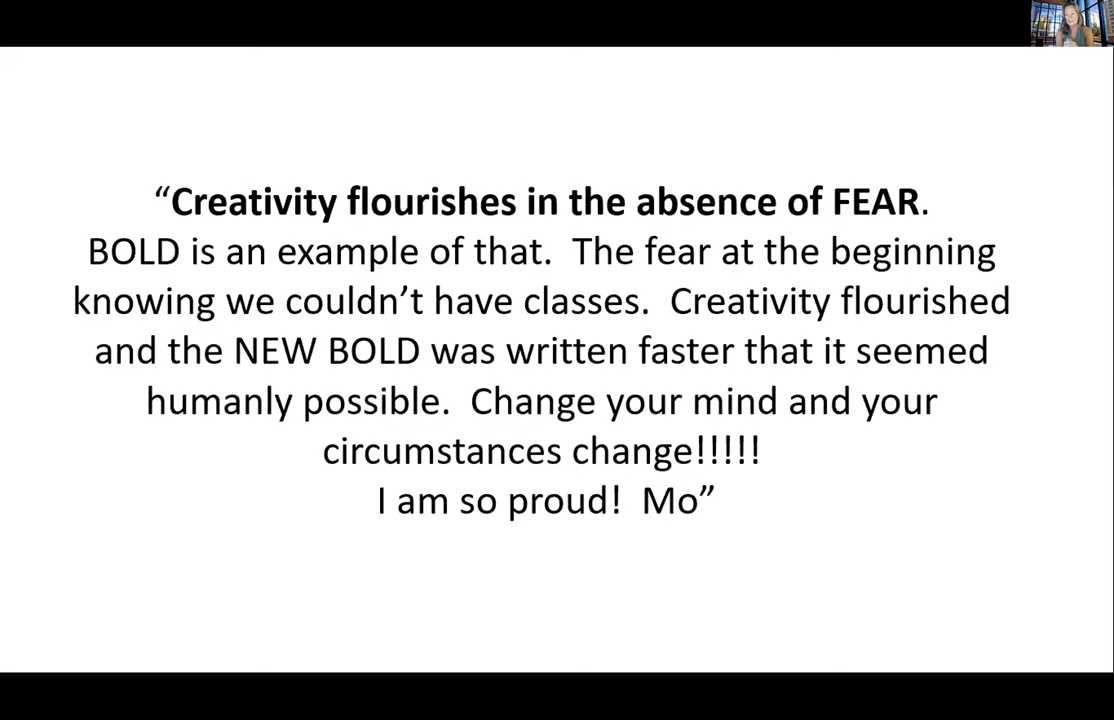 “Creativity flourishes in the absence of FEAR.
BOLD is an example of that.  The fear at the beginning
knowing we couldn’t have classes.  Creativity flourished
and the NEW BOLD was written faster that it seemed
humanly possible.  Change your mind and your
circumstances change!!!!!
I am so proud!  Mo”